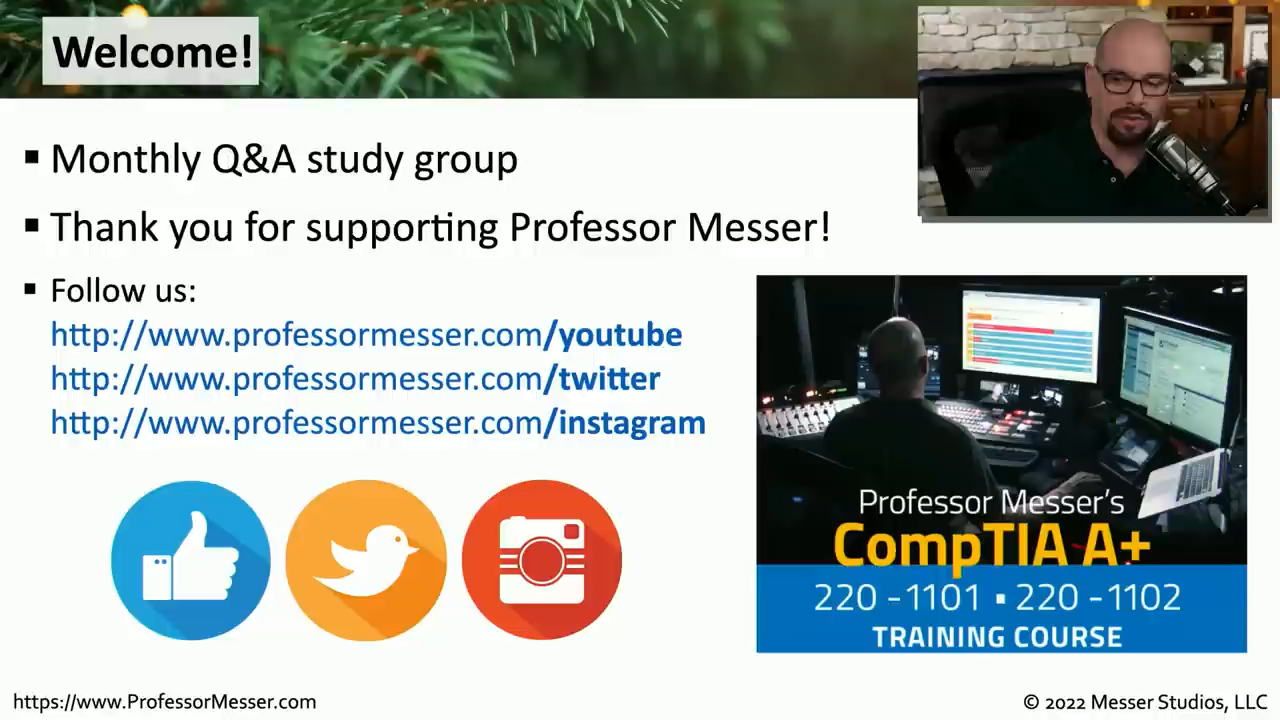 Welcome!
▪ Monthly Q&A study group
▪ Thank you for supporting Professor Messer!
▪ Follow us:
http://www.professormesser.com/youtube
http://www.professormesser.com/twitter
http://www.professormesser.com/instagram
Professor Messer's
CompTIA A+
220-1101 ▪ 220-1102
TRAINING COURSE
https://www.ProfessorMesser.com
© 2022 Messer Studios, LLC